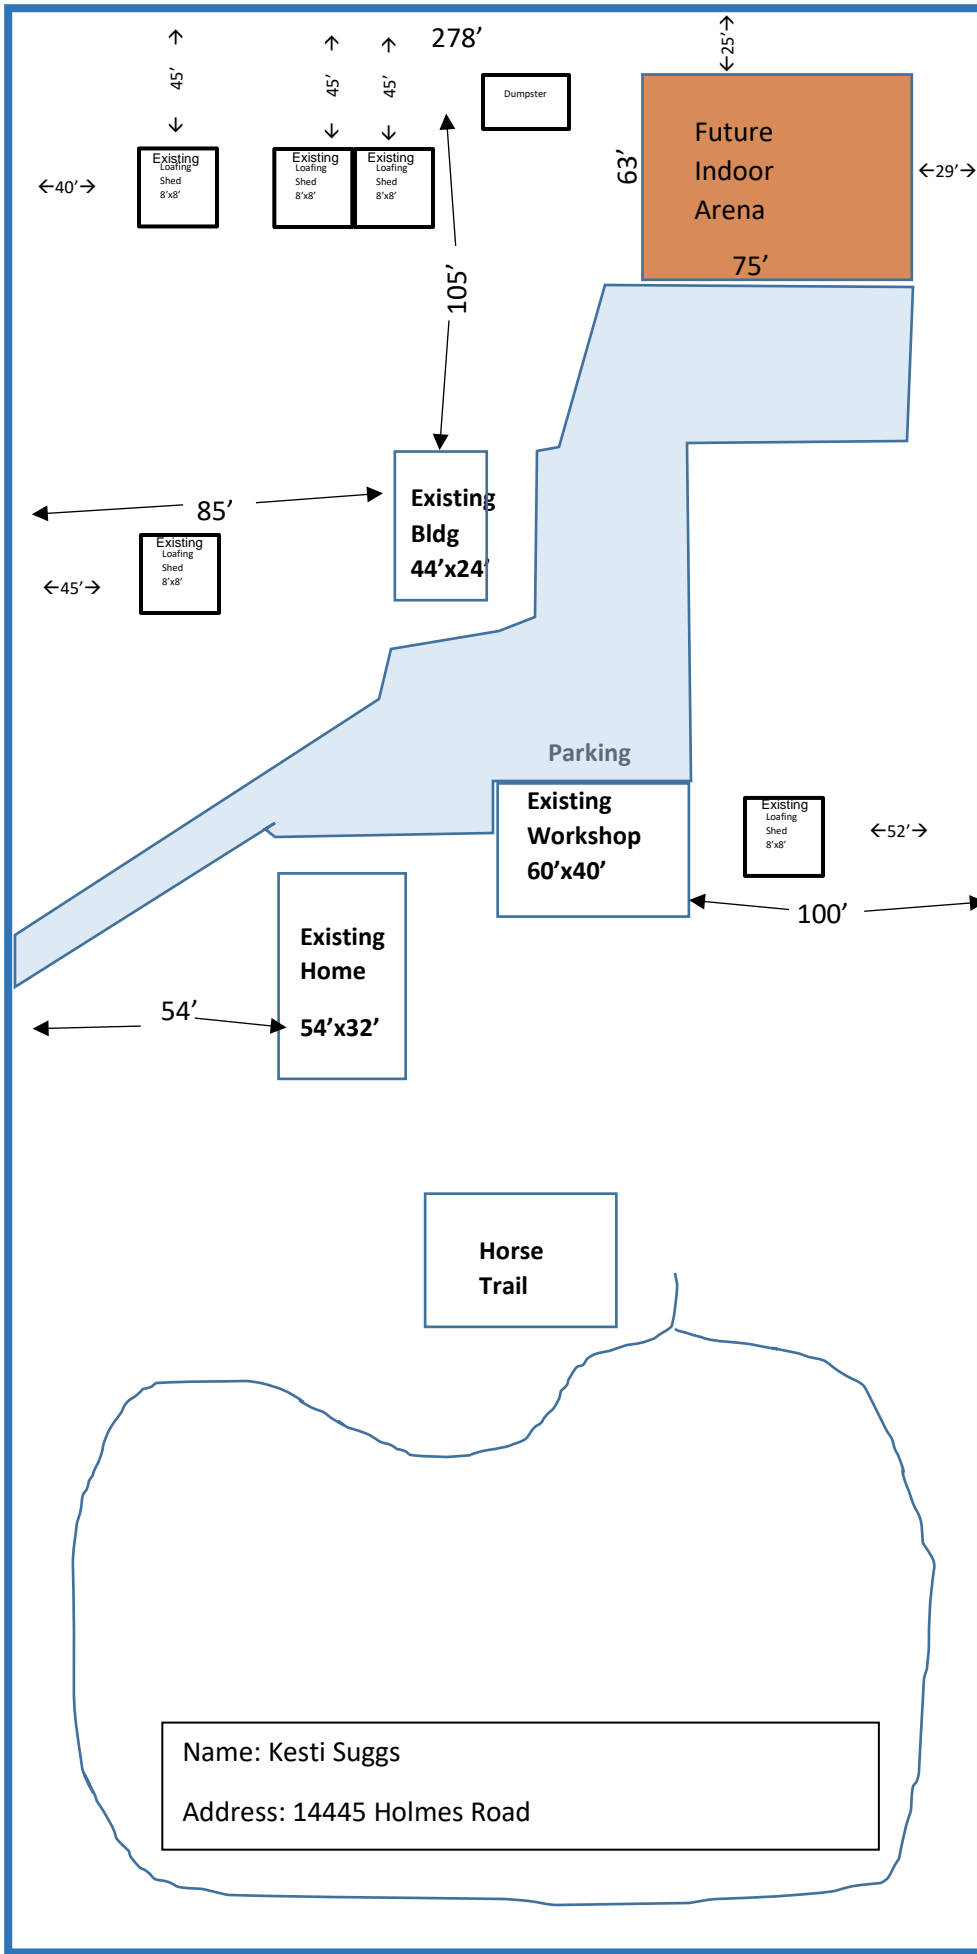 278’
25’
45’
45’
45’
Dumpster
Existing
Loafing
Shed
8’x8’
Existing
Loafing
Shed
8’x8’
Existing
Loafing
Shed
8’x8’
←40’→
Future
Indoor
Arena
63’
75’
←29’→
105’
85’
Existing
Bldg
44’x24’
Existing
Loafing
Shed
8’x8’
←45’→
Parking
Existing
Workshop
60’x40’
Existing
Loafing
Shed
8’x8’
←52’→
100’
Existing
Home
54’x32’
54’
Horse
Trail
Name: Kesti Suggs
Address: 14445 Holmes Road